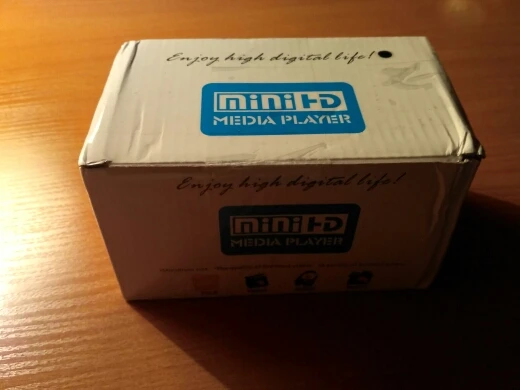 Enjoy high digital life!
mini HD
MEDIA PLAYER
Enjoy high digital life!
mini HD
MEDIA PLAYER